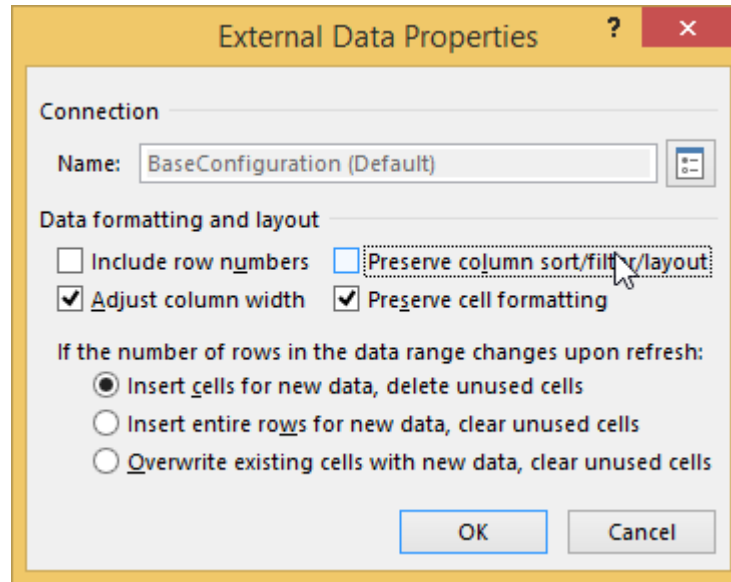 External Data Properties ? ×
Connection
Name: BaseConfiguration (Default)
Data formatting and layout
Include row numbers Preserve column sort/filter/layout
Adjust column width Preserve cell formatting
If the number of rows in the data range changes upon refresh:
Insert cells for new data, delete unused cells
Insert entire rows for new data, clear unused cells
Overwrite existing cells with new data, clear unused cells
OK Cancel